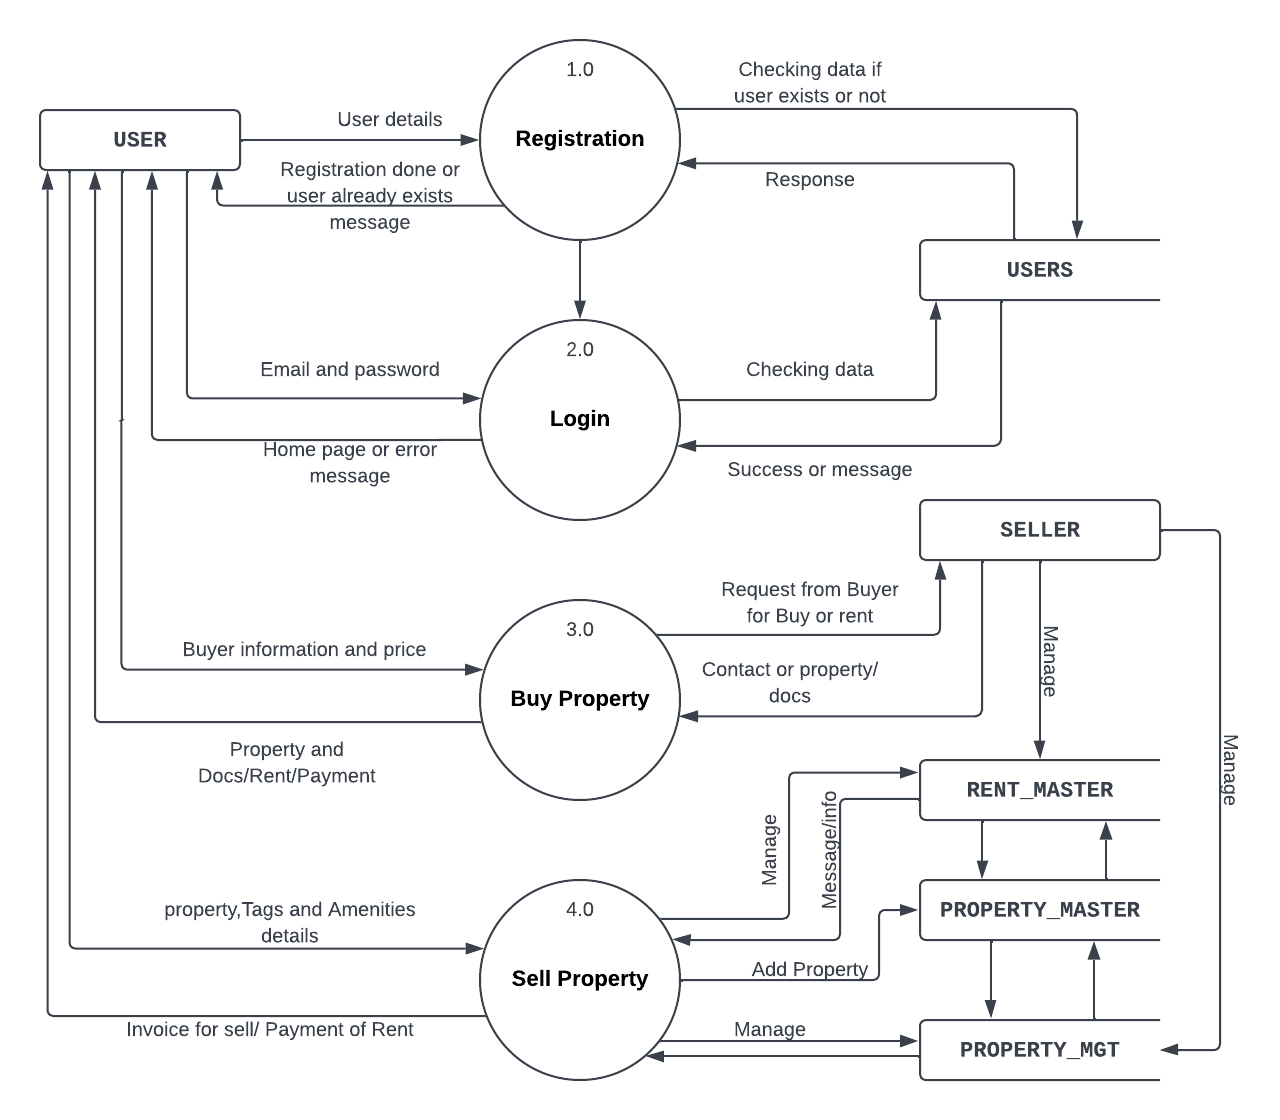 1.0
Checking data if
user exists or not
User details
USER
Registration
Registration done or
user already exists
message
Response
USERS
2.0
Email and password
Checking data
Login
Home page or error
message
Success or message
SELLER
Request from Buyer
for Buy or rent
3.0
Manage
Buyer information and price
Contact or property/
docs
Buy Property
Property and
Docs/Rent/Payment
Manage
RENT_MASTER
Manage
Message/info
4.0
property,Tags and Amenities
details
PROPERTY_MASTER
Add Property
Sell Property
Invoice for sell/ Payment of Rent
Manage
PROPERTY_MGT